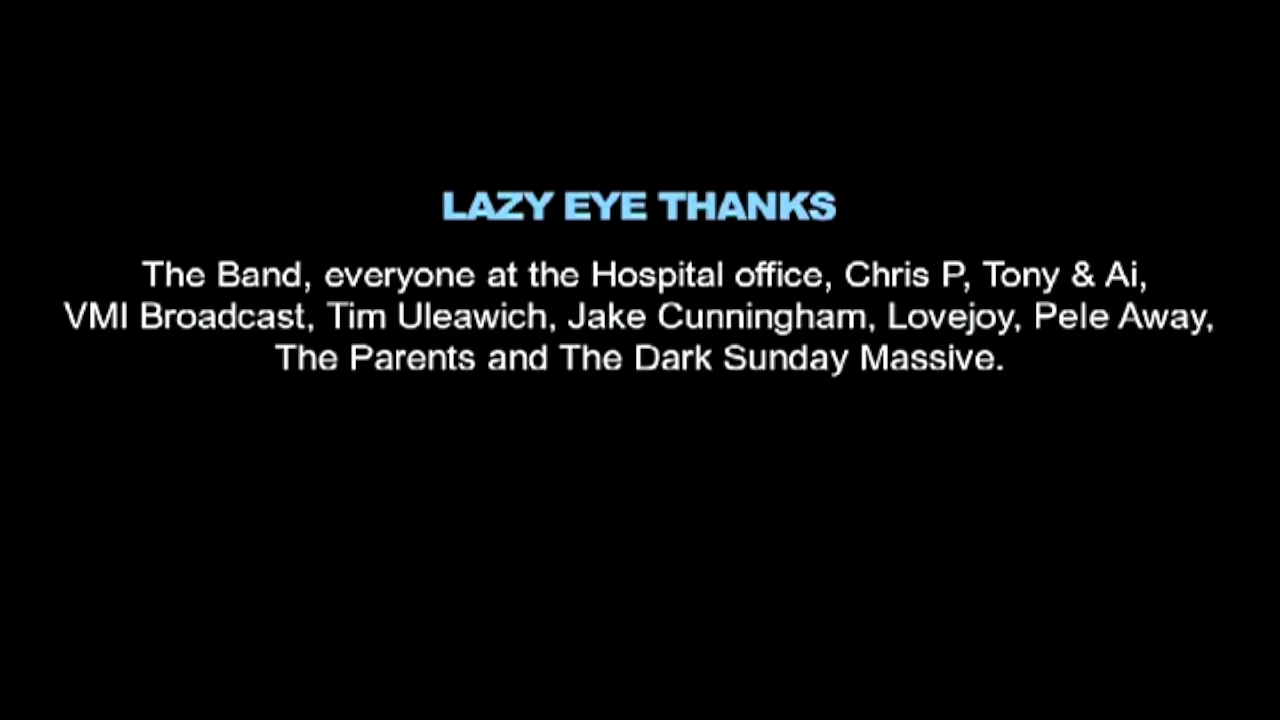 LAZY EYE THANKS
The Band, everyone at the Hospital office, Chris P, Tony & Ai,
VMI Broadcast, Tim Uleawich, Jake Cunningham, Lovejoy, Pele Away,
The Parents and The Dark Sunday Massive.